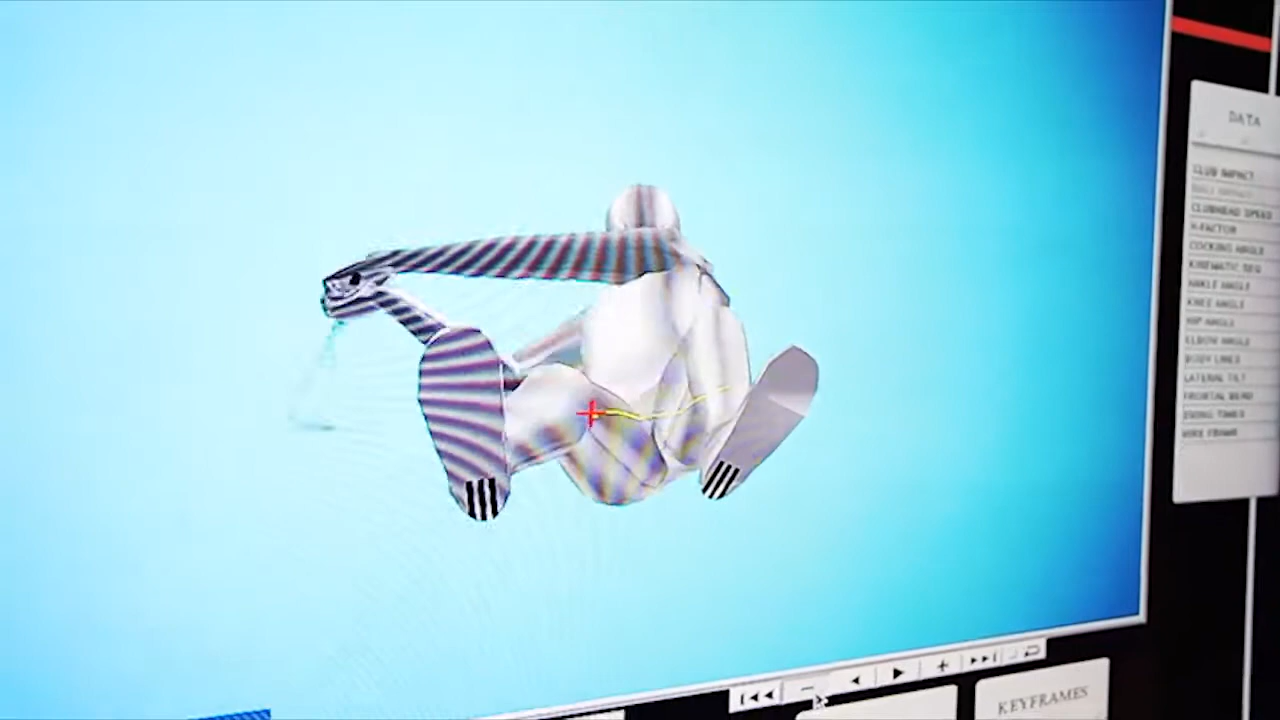 DATA
CLUB IMPACT
CLUBHEAD SPEED
X-FACTOR
COCKING ANGLE
KINEMATIC SEQ
ANKLE ANGLE
KNEE ANGLE
HIP ANGLE
ELBOW ANGLE
BODY LINES
LATERAL TILT
FRONTAL BEND
SWING TIMES
WIRE FRAME
KEYFRAMES